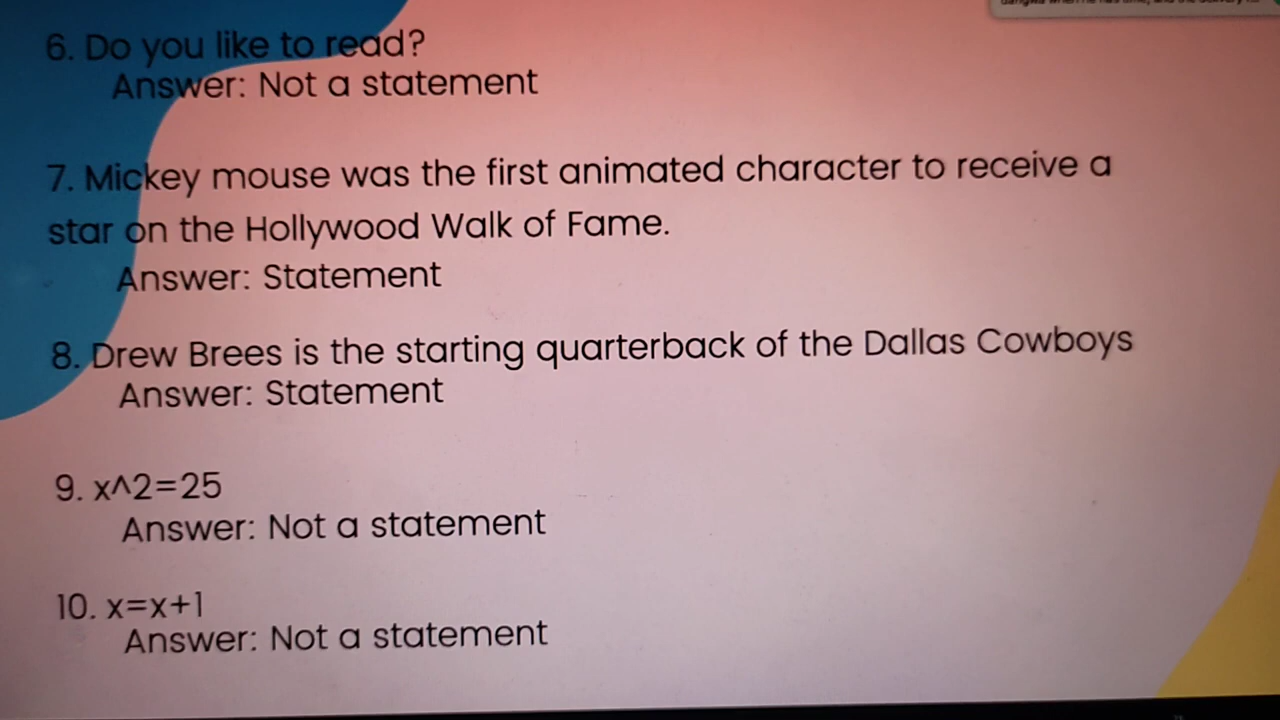 6. Do you like to read?
Answer: Not a statement
7. Mickey mouse was the first animated character to receive a
star on the Hollywood Walk of Fame.
Answer: Statement
8. Drew Brees is the starting quarterback of the Dallas Cowboys
Answer: Statement
9. x^2=25
Answer: Not a statement
10. x=x+1
Answer: Not a statement